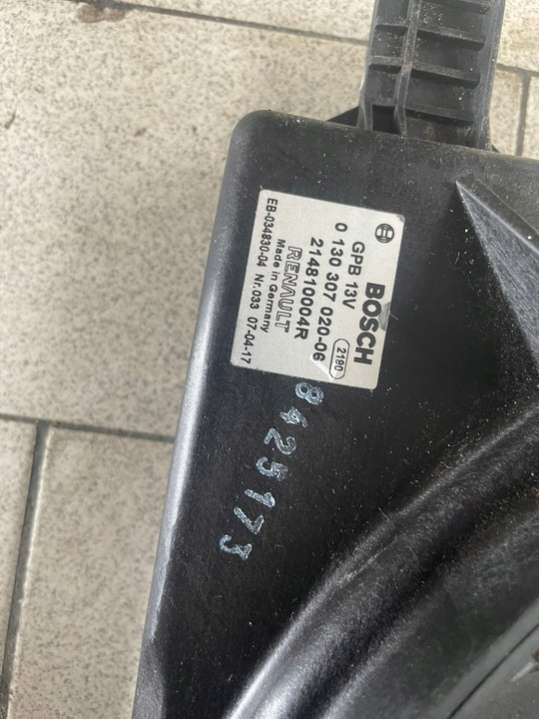 BOSCH
GPB 13V
2190
0 130 307 020-06
214810004R
RENAULT
Made in Germany
EB-034830-04 Nr.033 07-04-17
8425173